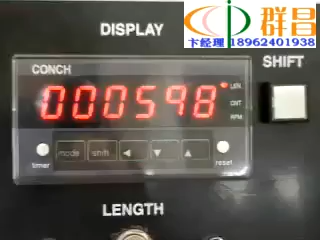 群昌
卡经理 18962401938
DISPLAY
SHIFT
CONCH
000598
LEN.
CNT
RPM
timer
mode
shift
reset
LENGTH